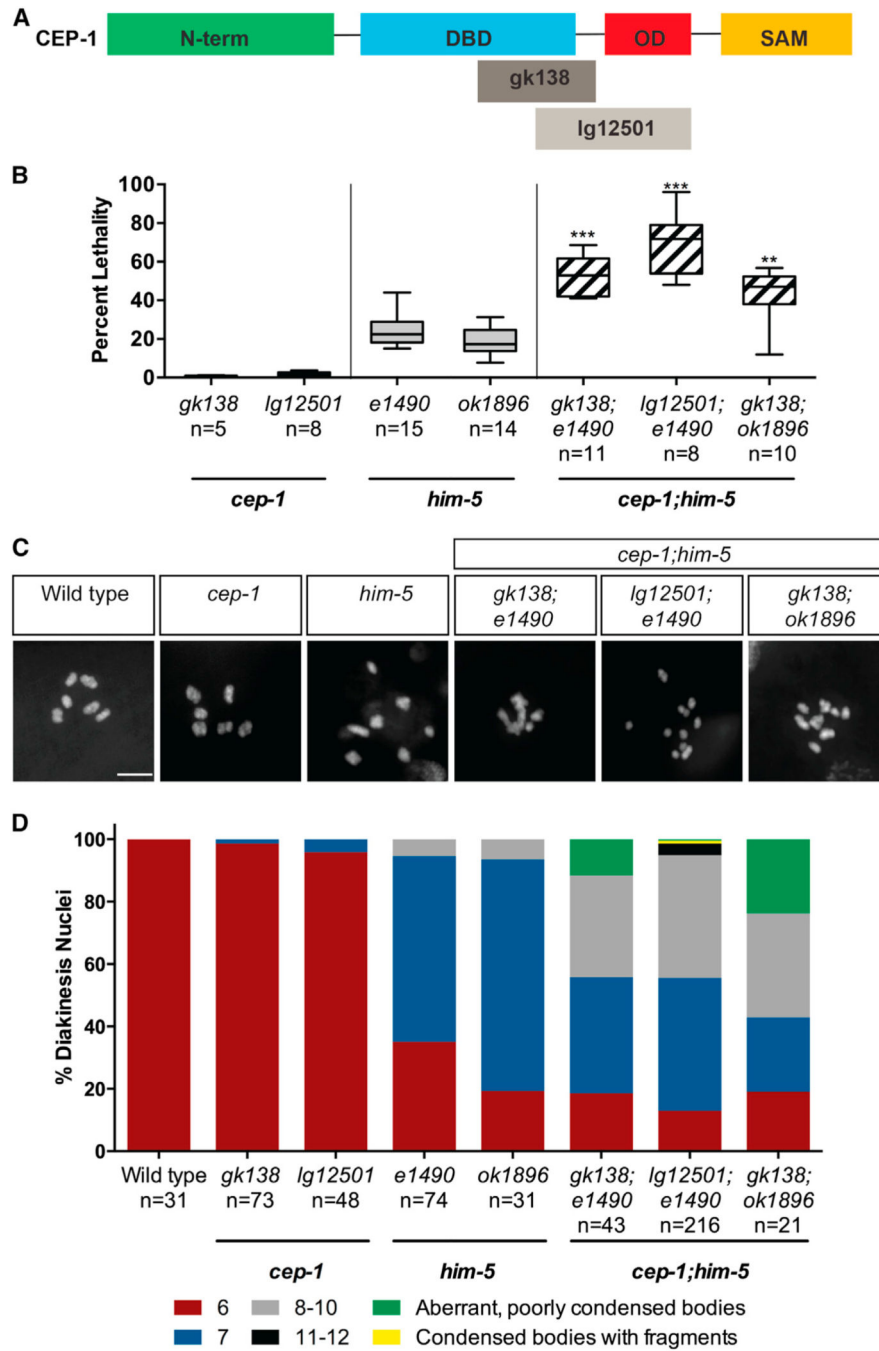 A
CEP-1 N-term DBD OD SAM
gk138
lg12501
B
Percent Lethality
100
80
60
40
20
0
*** *** **
gk138 lg12501 e1490 ok1896 gk138; lg12501; gk138;
e1490 e1490 ok1896
n=5 n=8 n=15 n=14 n=11 n=8 n=10
cep-1 him-5 cep-1;him-5
C
cep-1;him-5
Wild type cep-1 him-5 gk138; lg12501; gk138;
e1490 e1490 ok1896
D
% Diakinesis Nuclei
100
80
60
40
20
0
Wild type gk138 lg12501 e1490 ok1896 gk138; lg12501; gk138;
n=31 n=73 n=48 n=74 n=31 e1490 e1490 ok1896
n=43 n=216 n=21
cep-1 him-5 cep-1;him-5
6 8-10 Aberrant, poorly condensed bodies
7 11-12 Condensed bodies with fragments